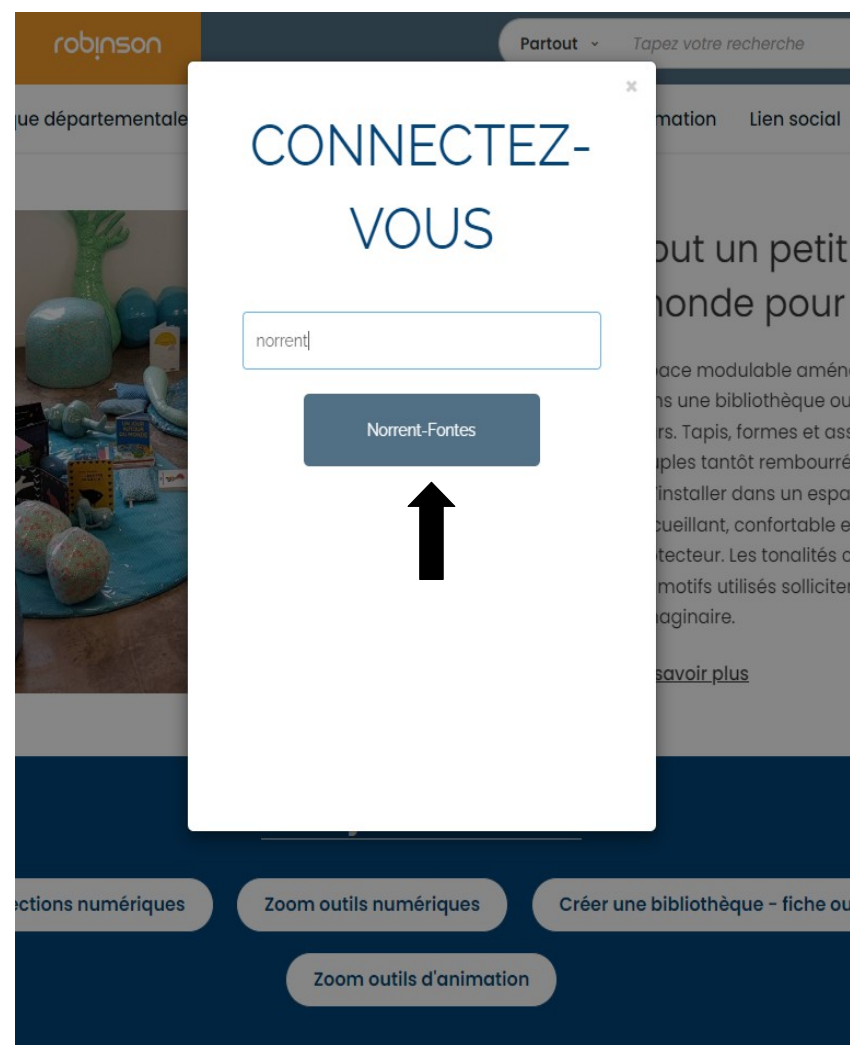 robinson
Partout
Tapez votre recherche
×
que départementale
mation
Lien social
CONNECTEZ-
VOUS
norrent
Norrent-Fontes
out un petit
onde pour
ace modulable amén
ns une bibliothèque ou
rs. Tapis, formes et ass
uples tantôt rembourré
installer dans un espa
cueillant, confortable e
tecteur. Les tonalités
motifs utilisés solliciter
aginaire.
savoir plus
ections numériques
Zoom outils numériques
Créer une bibliothèque - fiche ou
Zoom outils d'animation